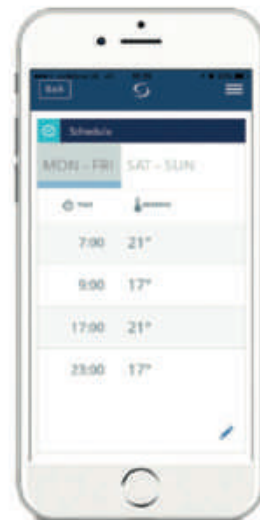 Back
Schedule
MON - FRI SAT - SUN
7:00 21°
9:00 17°
17:00 21°
23:00 17°